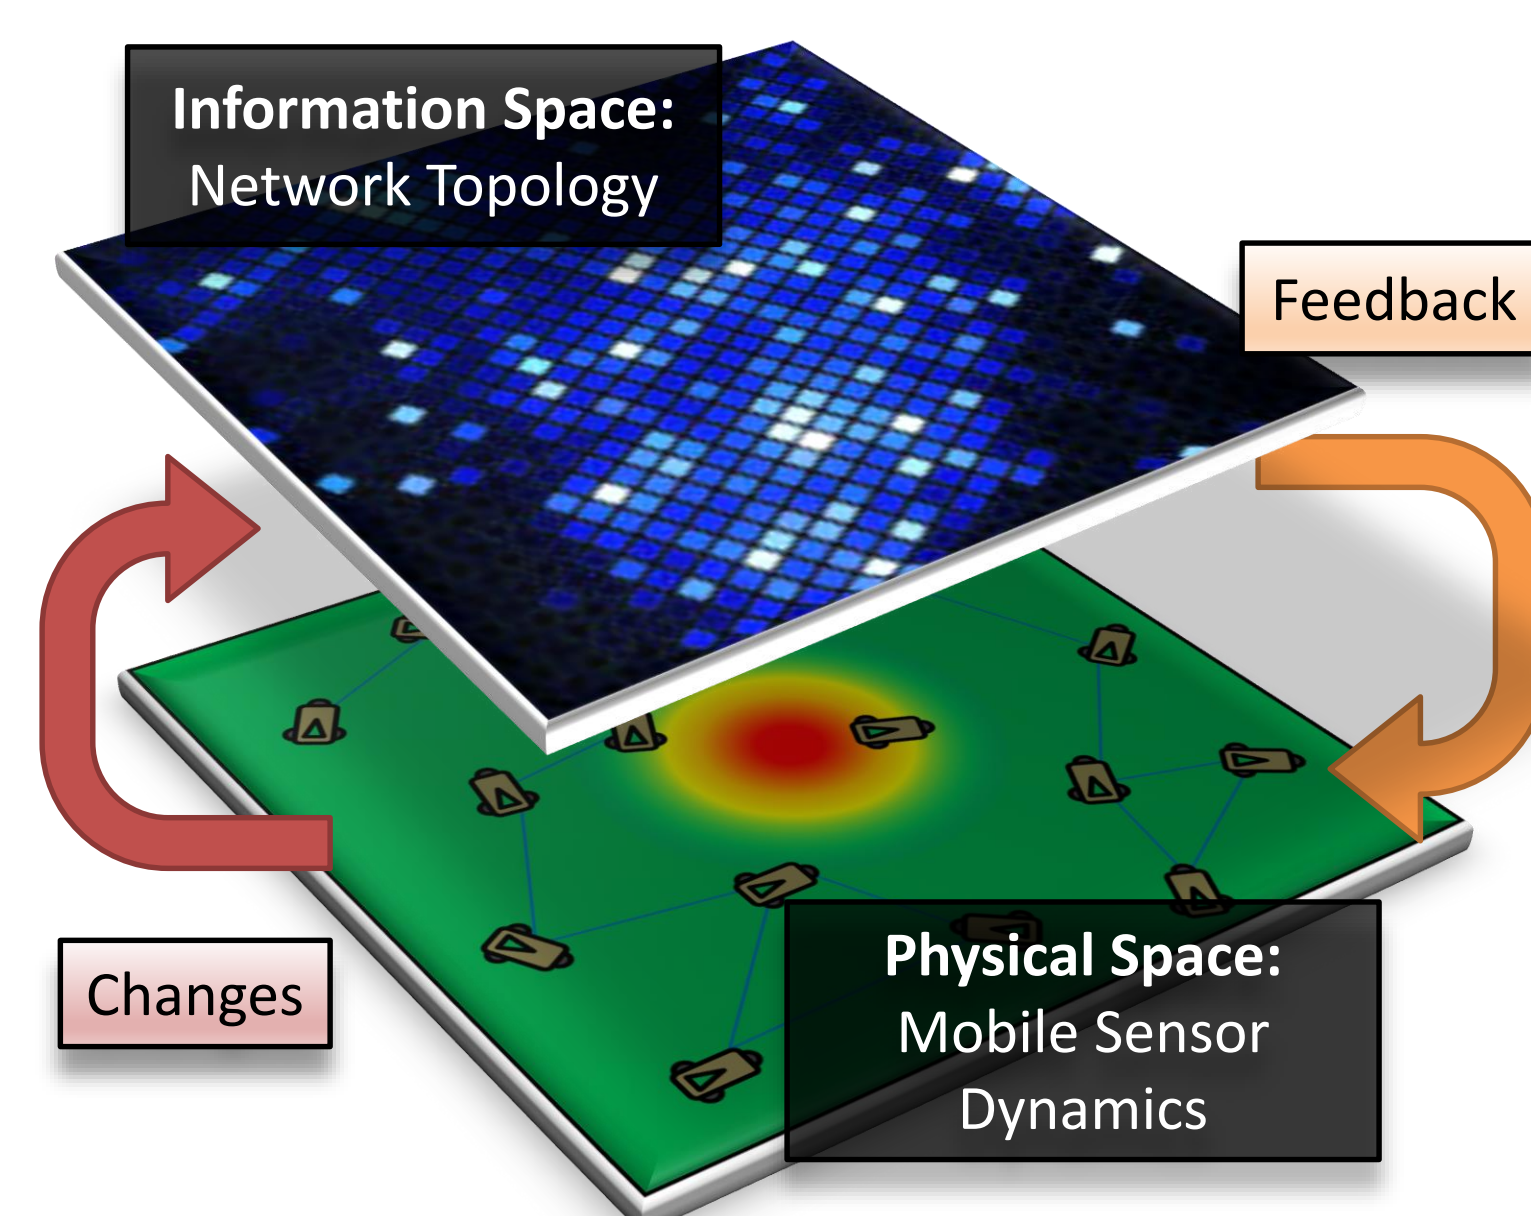 Information Space:
Network Topology
Feedback
Changes
Physical Space:
Mobile Sensor
Dynamics